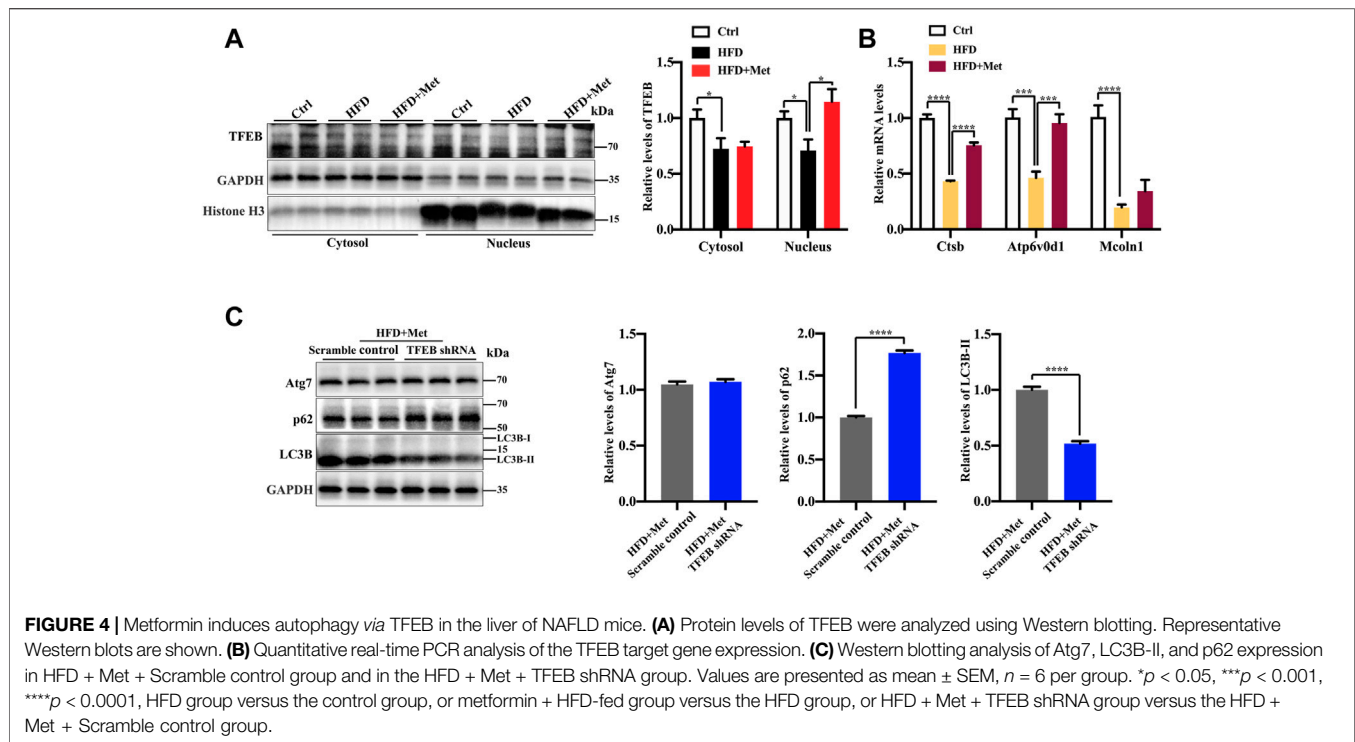 A
Ctrl
HFD
HFD+Met
Ctrl
HFD
HFD+Met
kDa
TFEB
70
GAPDH
35
Histone H3
15
Cytosol
Nucleus
Ctrl
HFD
HFD+Met
Relative levels of TFEB
1.5
1.0
0.5
0.0
*
*
*
Cytosol
Nucleus
B
Ctrl
HFD
HFD+Met
Relative mRNA levels
1.5
1.0
0.5
0.0
****
****
***
***
****
Ctsb
Atp6v0d1
Mcoln1
C
HFD+Met
Scramble control
TFEB shRNA
kDa
Atg7
70
p62
70
50
LC3B
LC3B-I
15
LC3B-II
GAPDH
35
Relative levels of Atg7
1.5
1.0
0.5
0.0
HFD+Met
Scramble control
HFD+Met
TFEB shRNA
Relative levels of p62
2.0
1.5
1.0
0.5
0.0
****
HFD+Met
Scramble control
HFD+Met
TFEB shRNA
Relative levels of LC3B-II
1.5
1.0
0.5
0.0
****
HFD+Met
Scramble control
HFD+Met
TFEB shRNA
FIGURE 4 | Metformin induces autophagy via TFEB in the liver of NAFLD mice. (A) Protein levels of TFEB were analyzed using Western blotting. Representative
Western blots are shown. (B) Quantitative real-time PCR analysis of the TFEB target gene expression. (C) Western blotting analysis of Atg7, LC3B-II, and p62 expression
in HFD + Met + Scramble control group and in the HFD + Met + TFEB shRNA group. Values are presented as mean ± SEM, n = 6 per group. *p < 0.05, ***p < 0.001,
****p < 0.0001, HFD group versus the control group, or metformin + HFD-fed group versus the HFD group, or HFD + Met + TFEB shRNA group versus the HFD +
Met + Scramble control group.